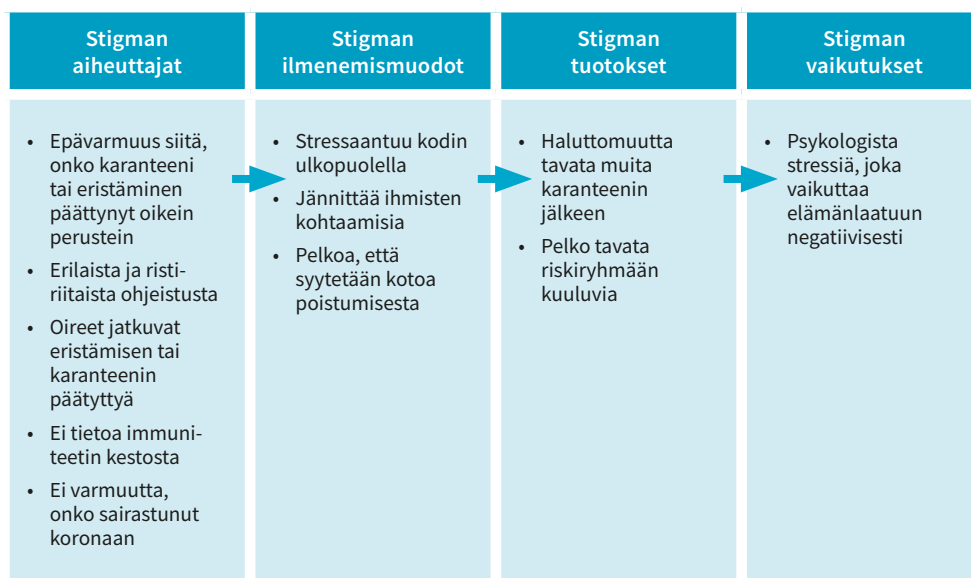 Stigman
aiheuttajat
Stigman
ilmenemismuodot
Stigman
tuotokset
Stigman
vaikutukset
• Epävarmuus siitä,
onko karanteeni
tai eristäminen
päättynyt oikein
perustein
• Erilaista ja risti-
riitaista ohjeistusta
• Oireet jatkuvat
eristämisen tai
karanteenin
päätyttyä
• Ei tietoa immuni-
teetin kestosta
• Ei varmuutta,
onko sairastunut
koronaan
• Stressaantuu kodin
ulkopuolella
• Jännittää ihmisten
kohtaamisia
• Pelkoa, että
syytetään kotoa
poistumisesta
• Haluttomuutta
tavata muita
karanteenin
jälkeen
• Pelko tavata
riskiryhmään
kuuluvia
• Psykologista
stressiä, joka
vaikuttaa
elämänlaatuun
negatiivisesti